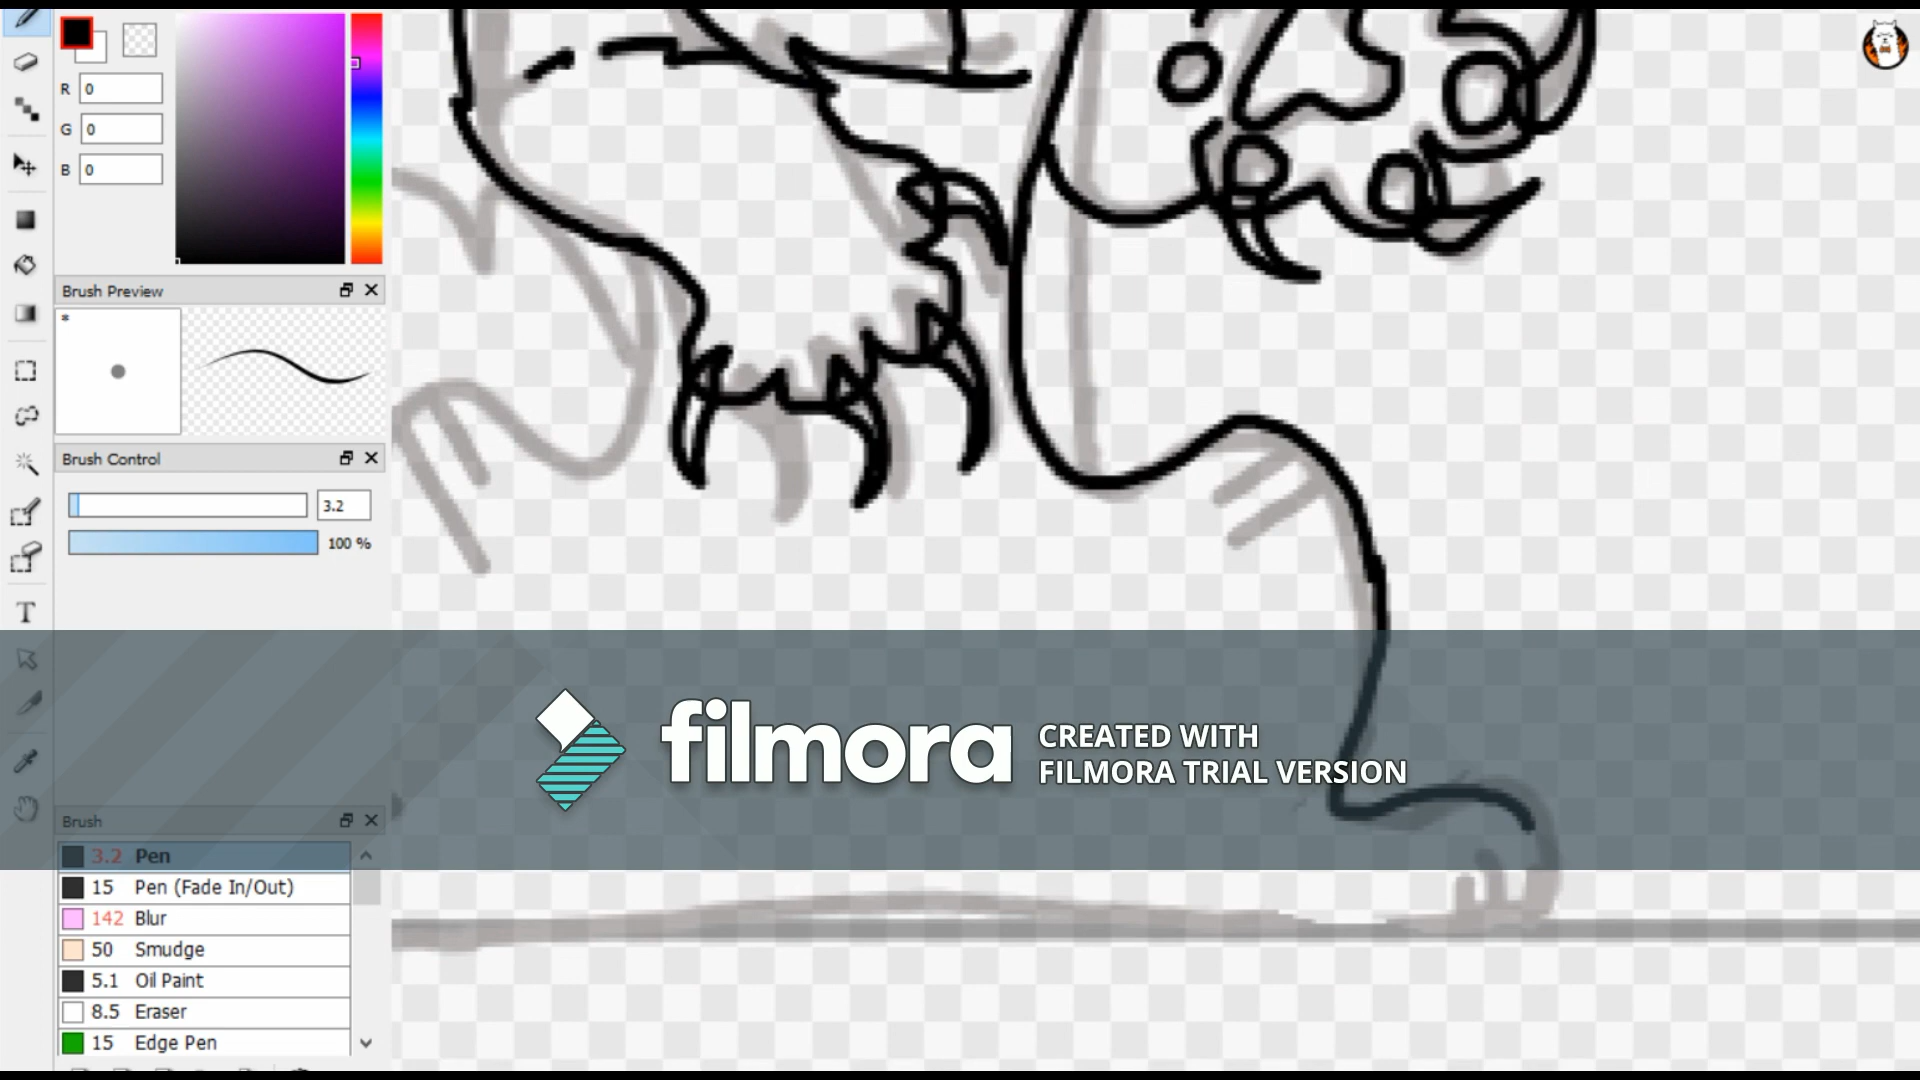 R 0
G 0
B 0
Brush Preview
*
Brush Control
3.2
100 %
T
filmora
CREATED WITH
FILMORA TRIAL VERSION
Brush
3.2 Pen
15 Pen (Fade In/Out)
142 Blur
50 Smudge
5.1 Oil Paint
8.5 Eraser
15 Edge Pen